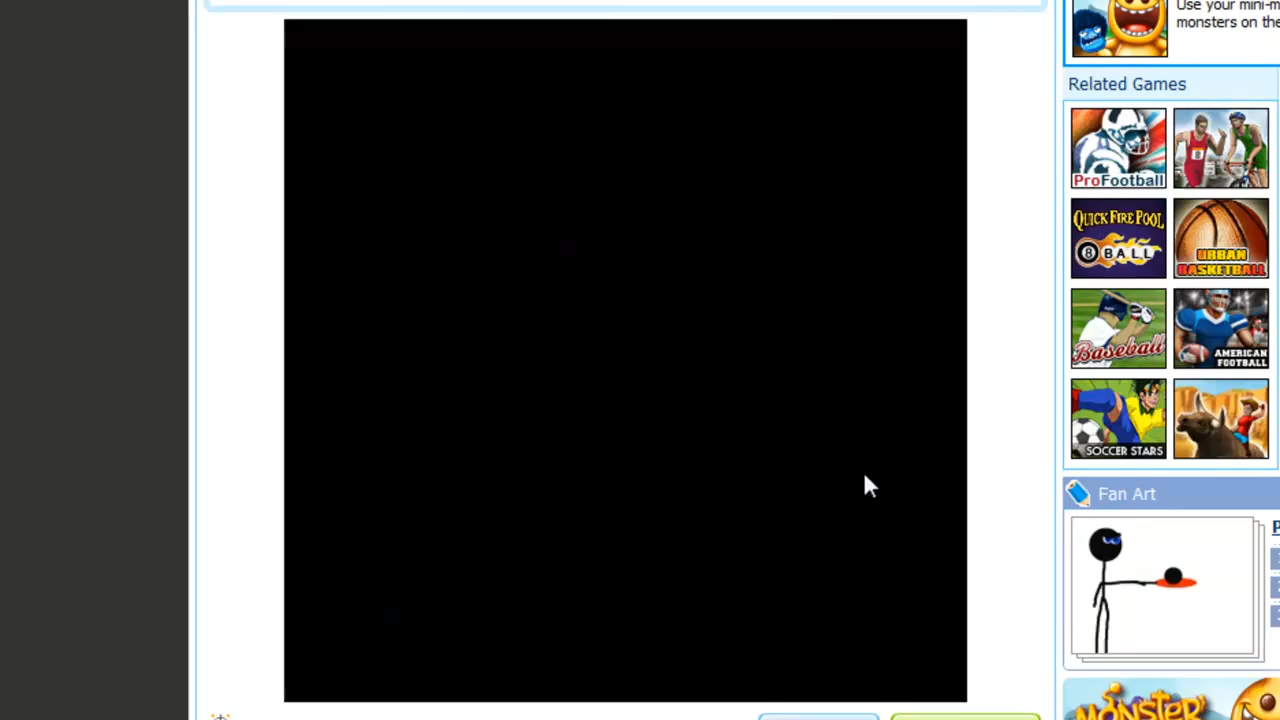 Use your mini-m
monsters on the
Related Games
ProFootball
QUICK FIRE POOL
8 BALL
URBAN
BASKETBALL
Baseball
AMERICAN
FOOTBALL
SOCCER STARS
Fan Art
P
MONSTER